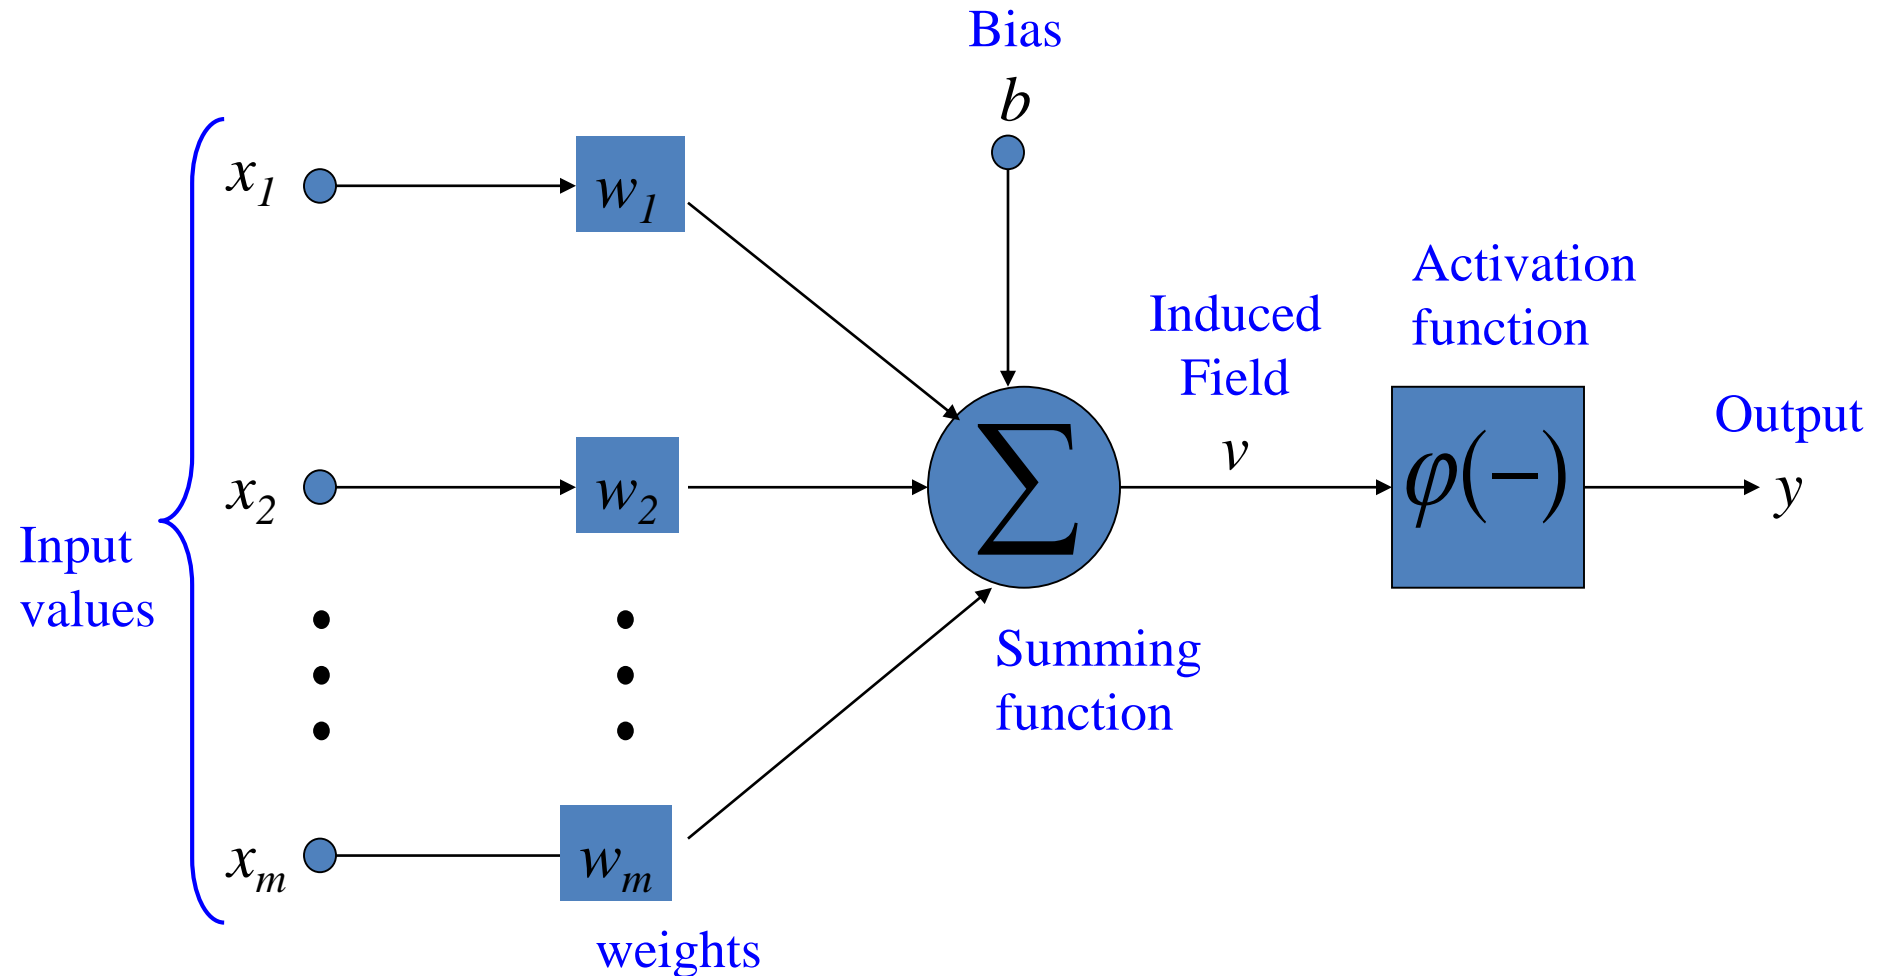 Bias
b
x1
w1
Activation
function
Induced
Field
Output
v
∑
φ(−)
y
x2
w2
Input
values
Summing
function
xm
wm
weights